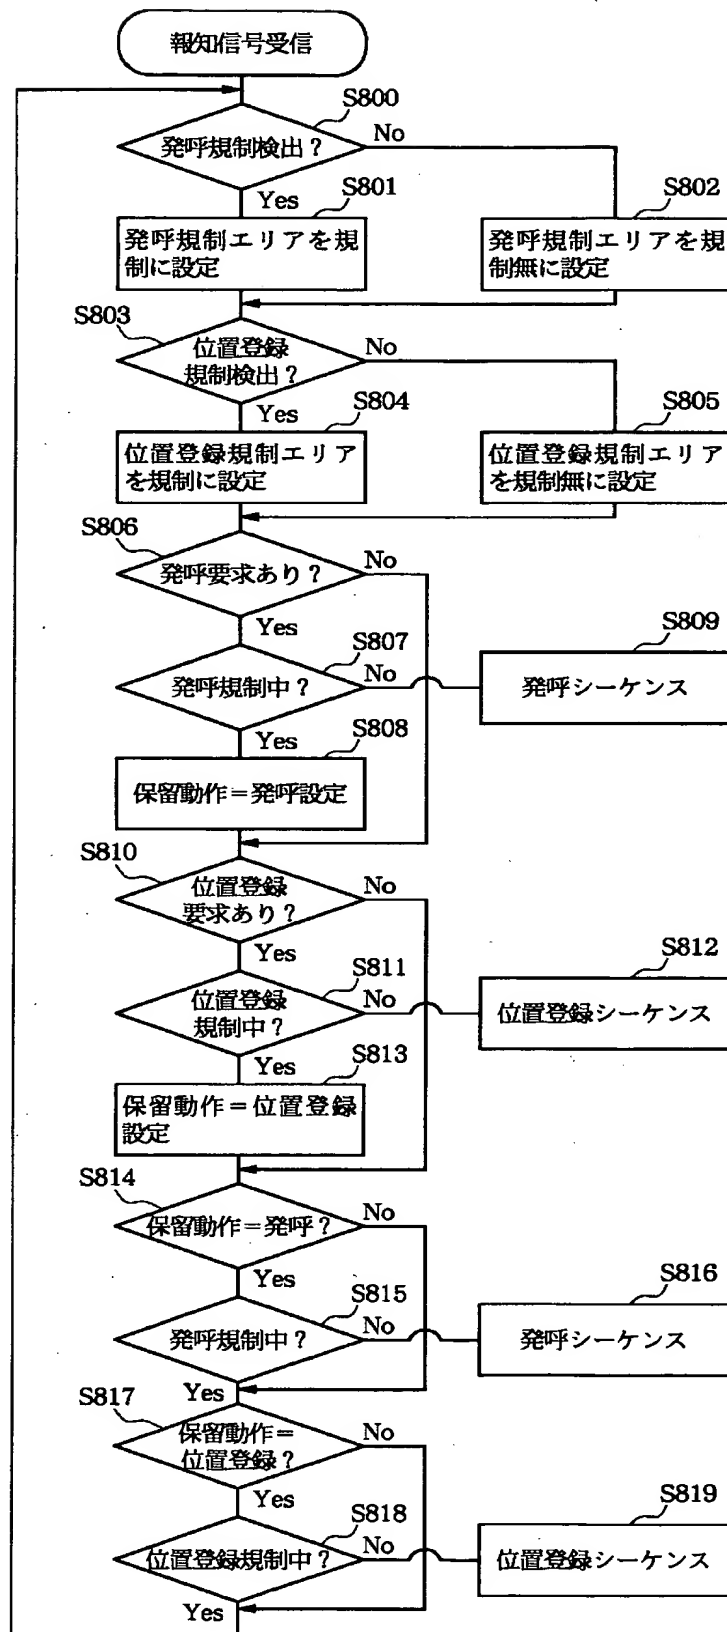 報知信号受信
S800
発呼規制検出？
No
Yes
S801
発呼規制エリアを規
制に設定
S802
発呼規制エリアを規
制無に設定
S803
位置登録
規制検出？
No
Yes
S804
位置登録規制エリア
を規制に設定
S805
位置登録規制エリア
を規制無に設定
S806
発呼要求あり？
No
Yes
S807
発呼規制中？
No
S809
発呼シーケンス
Yes
S808
保留動作＝発呼設定
S810
位置登録
要求あり？
No
Yes
S811
位置登録
規制中？
No
S812
位置登録シーケンス
Yes
S813
保留動作＝位置登録
設定
S814
保留動作＝発呼？
No
Yes
S815
発呼規制中？
No
S816
発呼シーケンス
Yes
S817
保留動作＝
位置登録？
No
Yes
S818
位置登録規制中？
No
S819
位置登録シーケンス
Yes